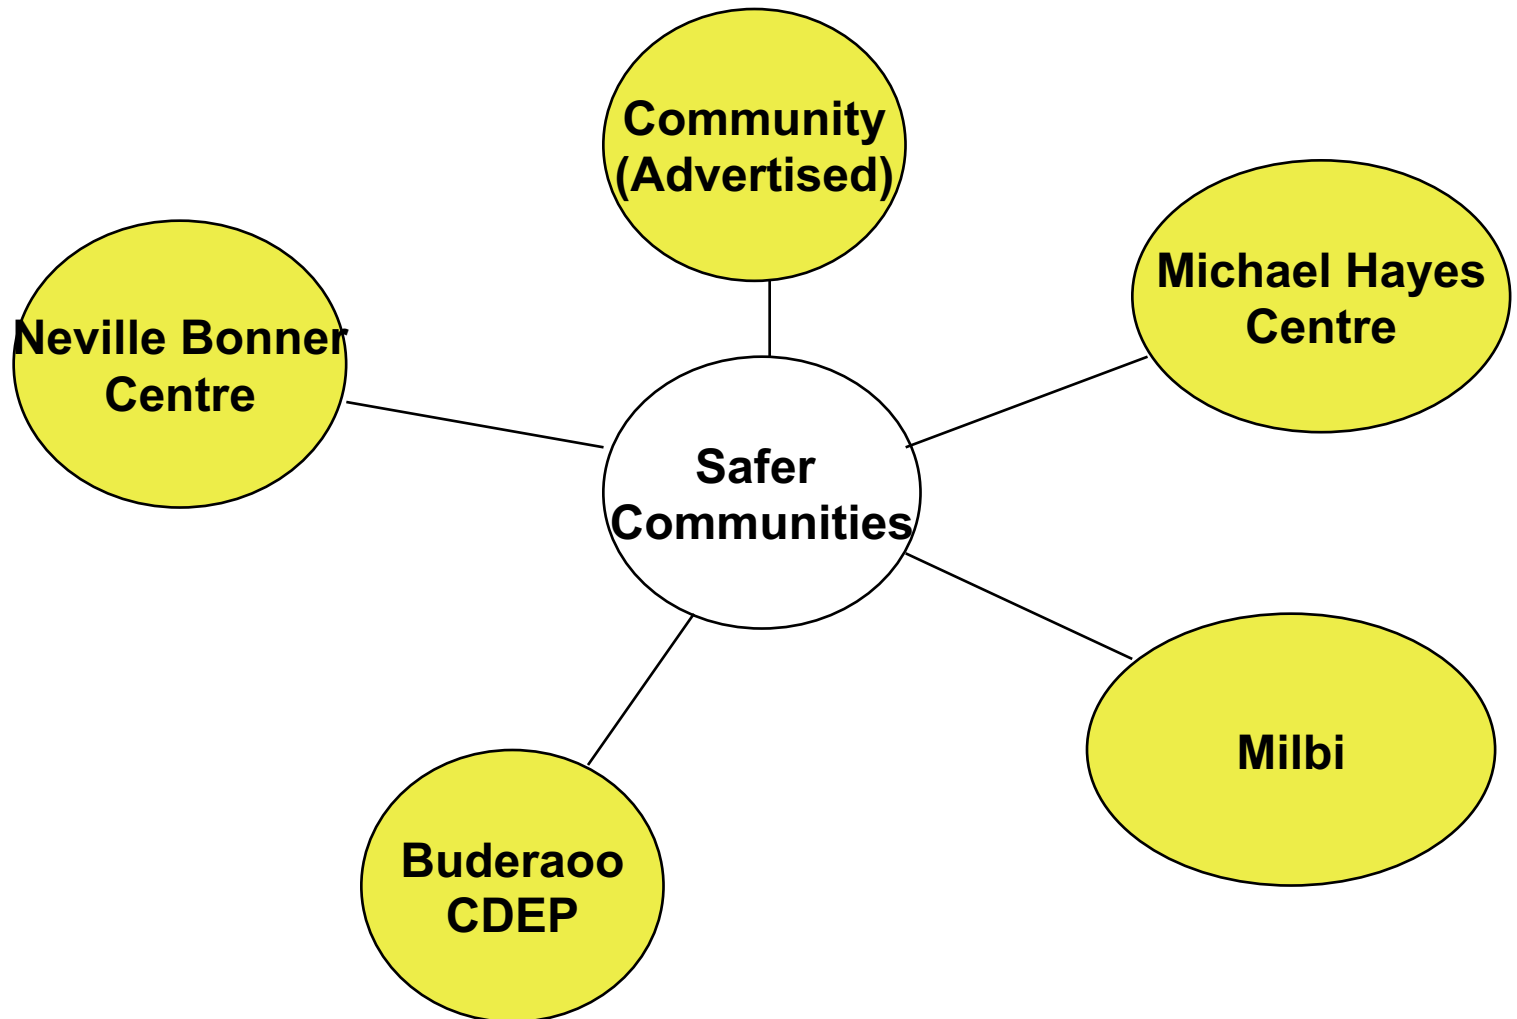 Community
(Advertised)
Michael Hayes
Centre
Neville Bonner
Centre
Safer
Communities
Milbi
Buderaoo
CDEP